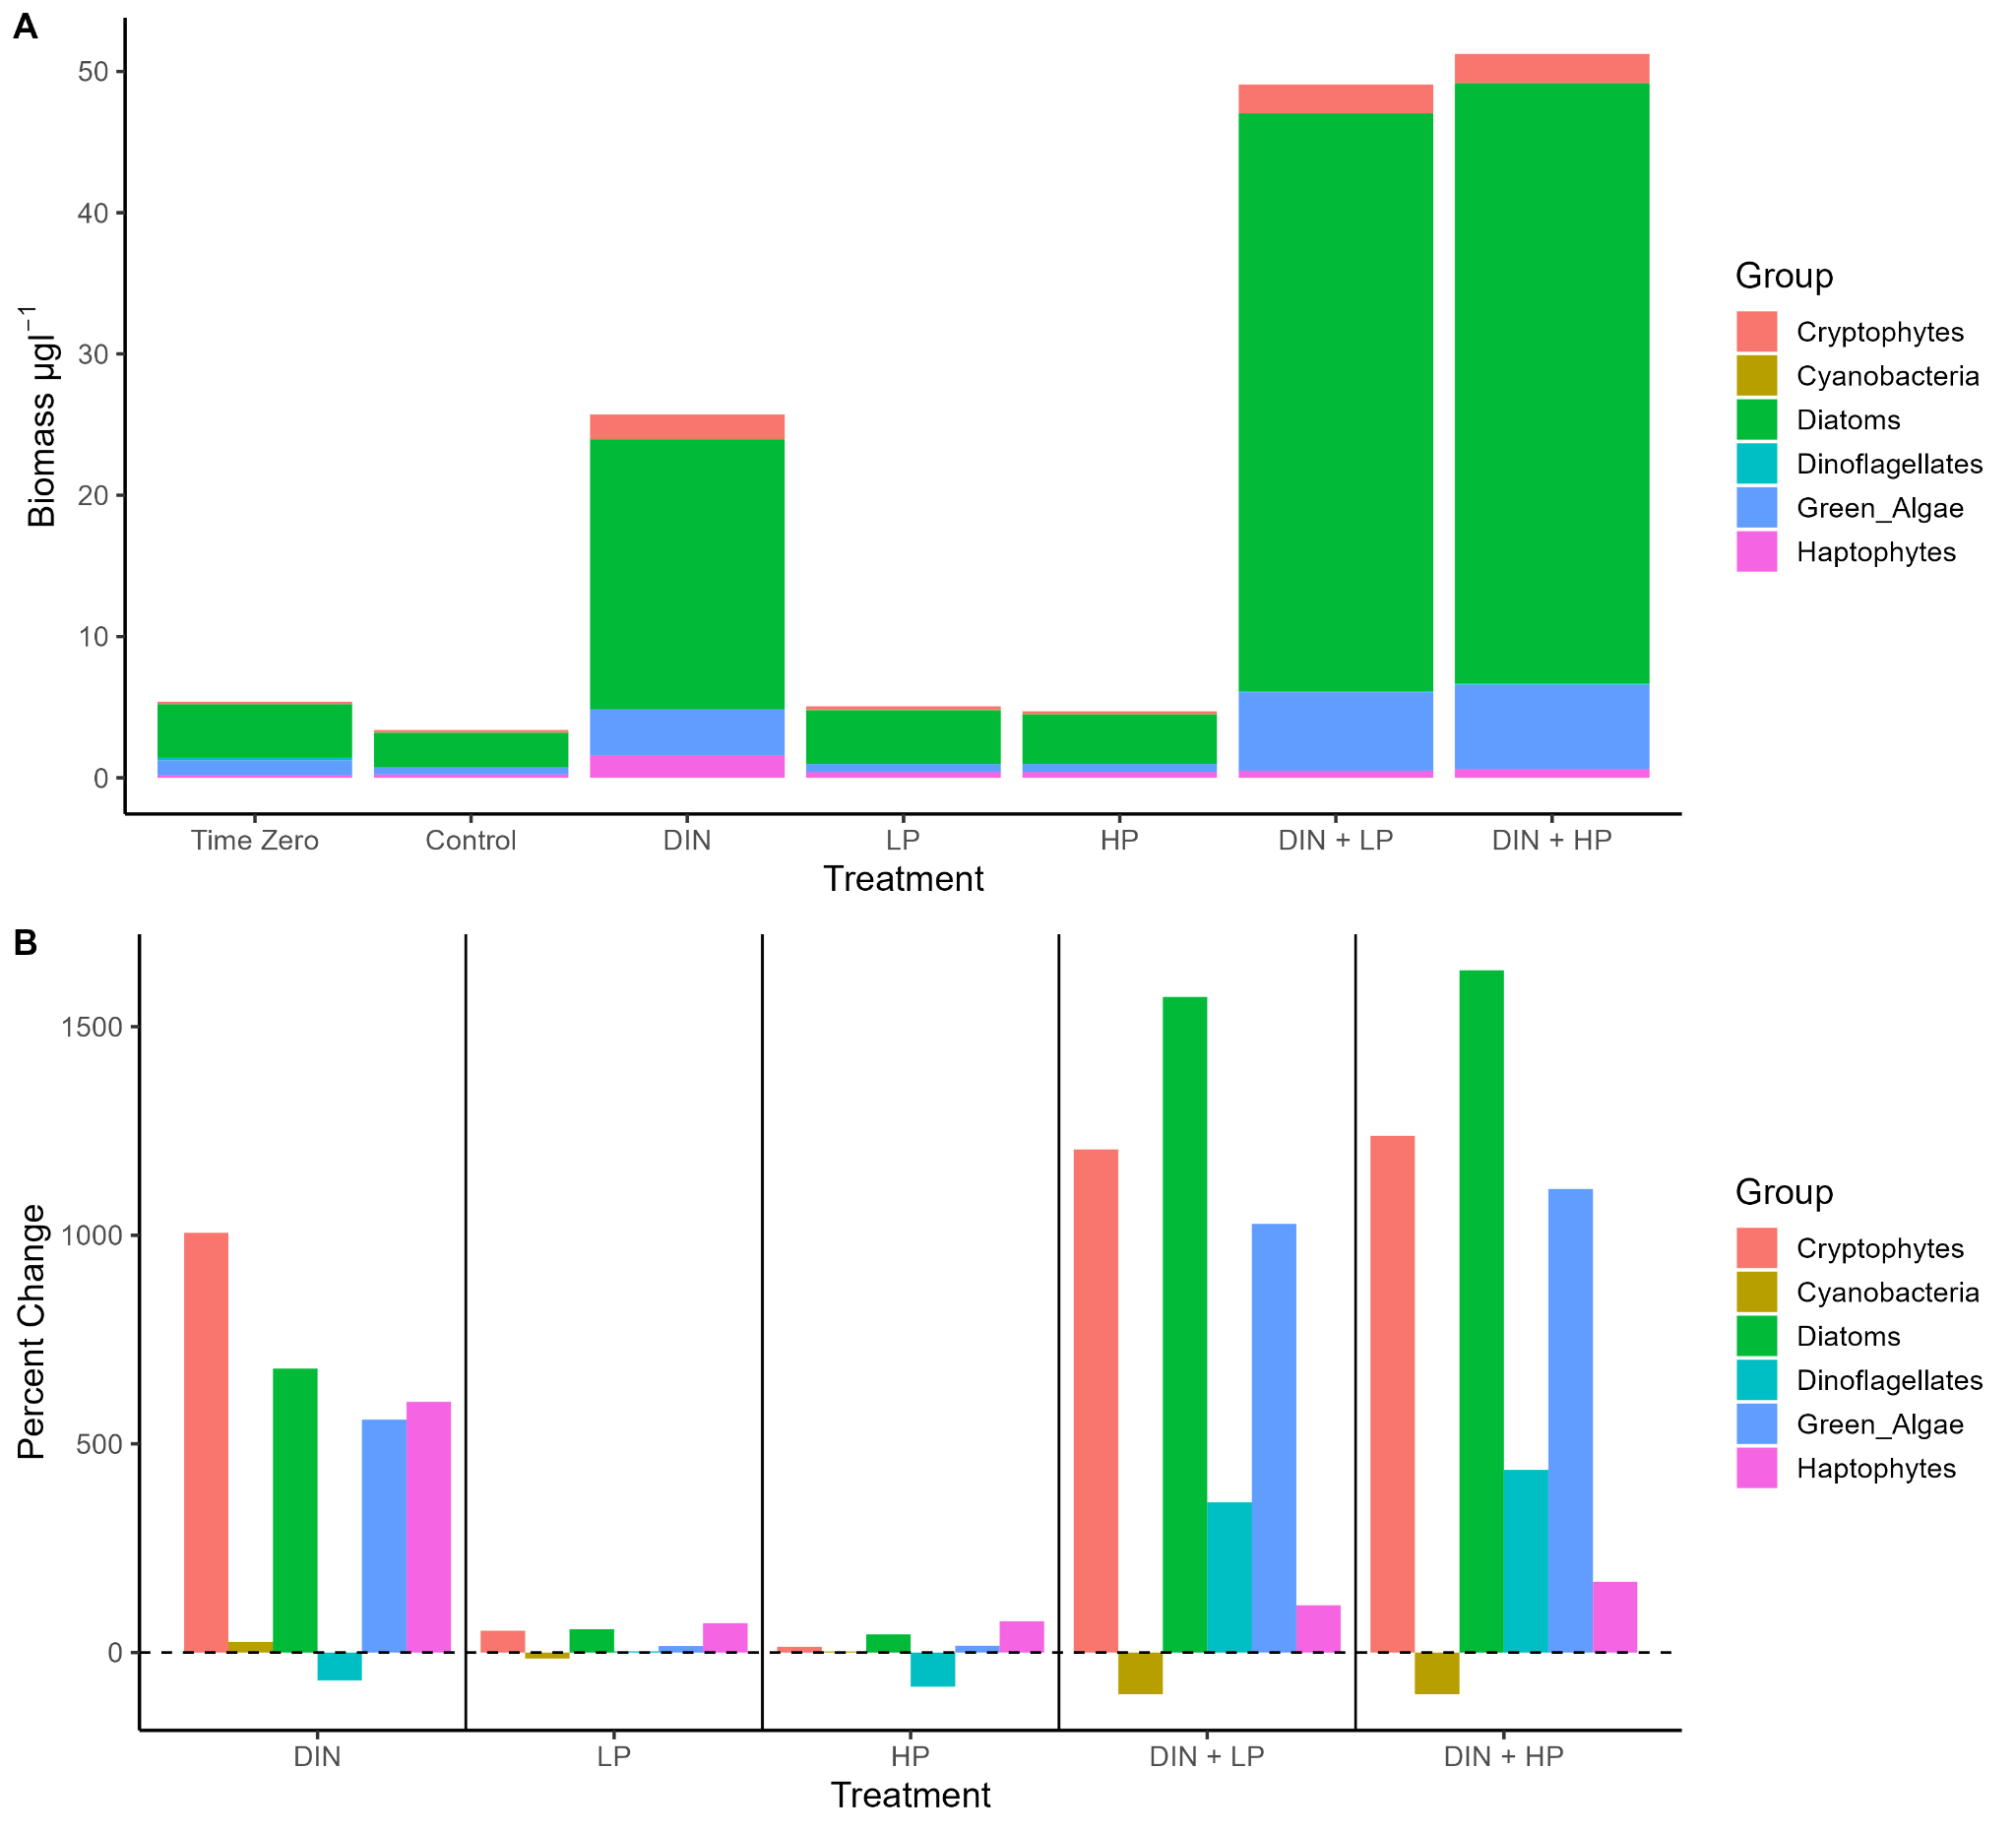 A
50
40
30
20
10
0
Biomass µgl⁻¹
Time Zero Control DIN LP HP DIN + LP DIN + HP
Treatment
Group
Cryptophytes
Cyanobacteria
Diatoms
Dinoflagellates
Green_Algae
Haptophytes
B
1500
1000
500
0
Percent Change
DIN LP HP DIN + LP DIN + HP
Treatment
Group
Cryptophytes
Cyanobacteria
Diatoms
Dinoflagellates
Green_Algae
Haptophytes